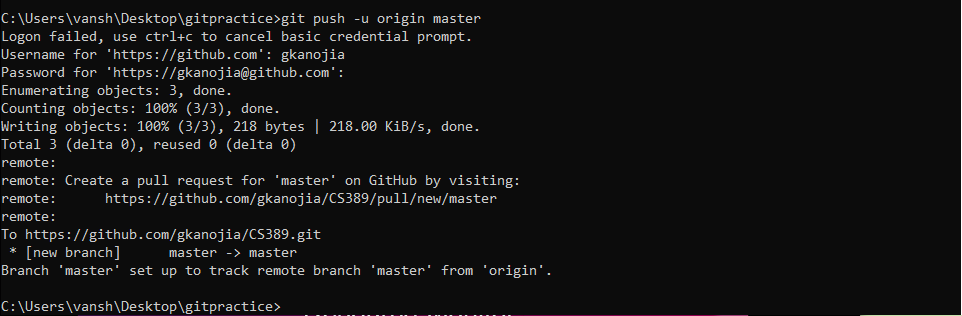 C:\Users\vansh\Desktop\gitpractice>git push -u origin master
Logon failed, use ctrl+c to cancel basic credential prompt.
Username for 'https://github.com': gkanojia
Password for 'https://gkanojia@github.com':
Enumerating objects: 3, done.
Counting objects: 100% (3/3), done.
Writing objects: 100% (3/3), 218 bytes | 218.00 KiB/s, done.
Total 3 (delta 0), reused 0 (delta 0)
remote:
remote: Create a pull request for 'master' on GitHub by visiting:
remote:      https://github.com/gkanojia/CS389/pull/new/master
remote:
To https://github.com/gkanojia/CS389.git
 * [new branch]      master -> master
Branch 'master' set up to track remote branch 'master' from 'origin'.
C:\Users\vansh\Desktop\gitpractice>